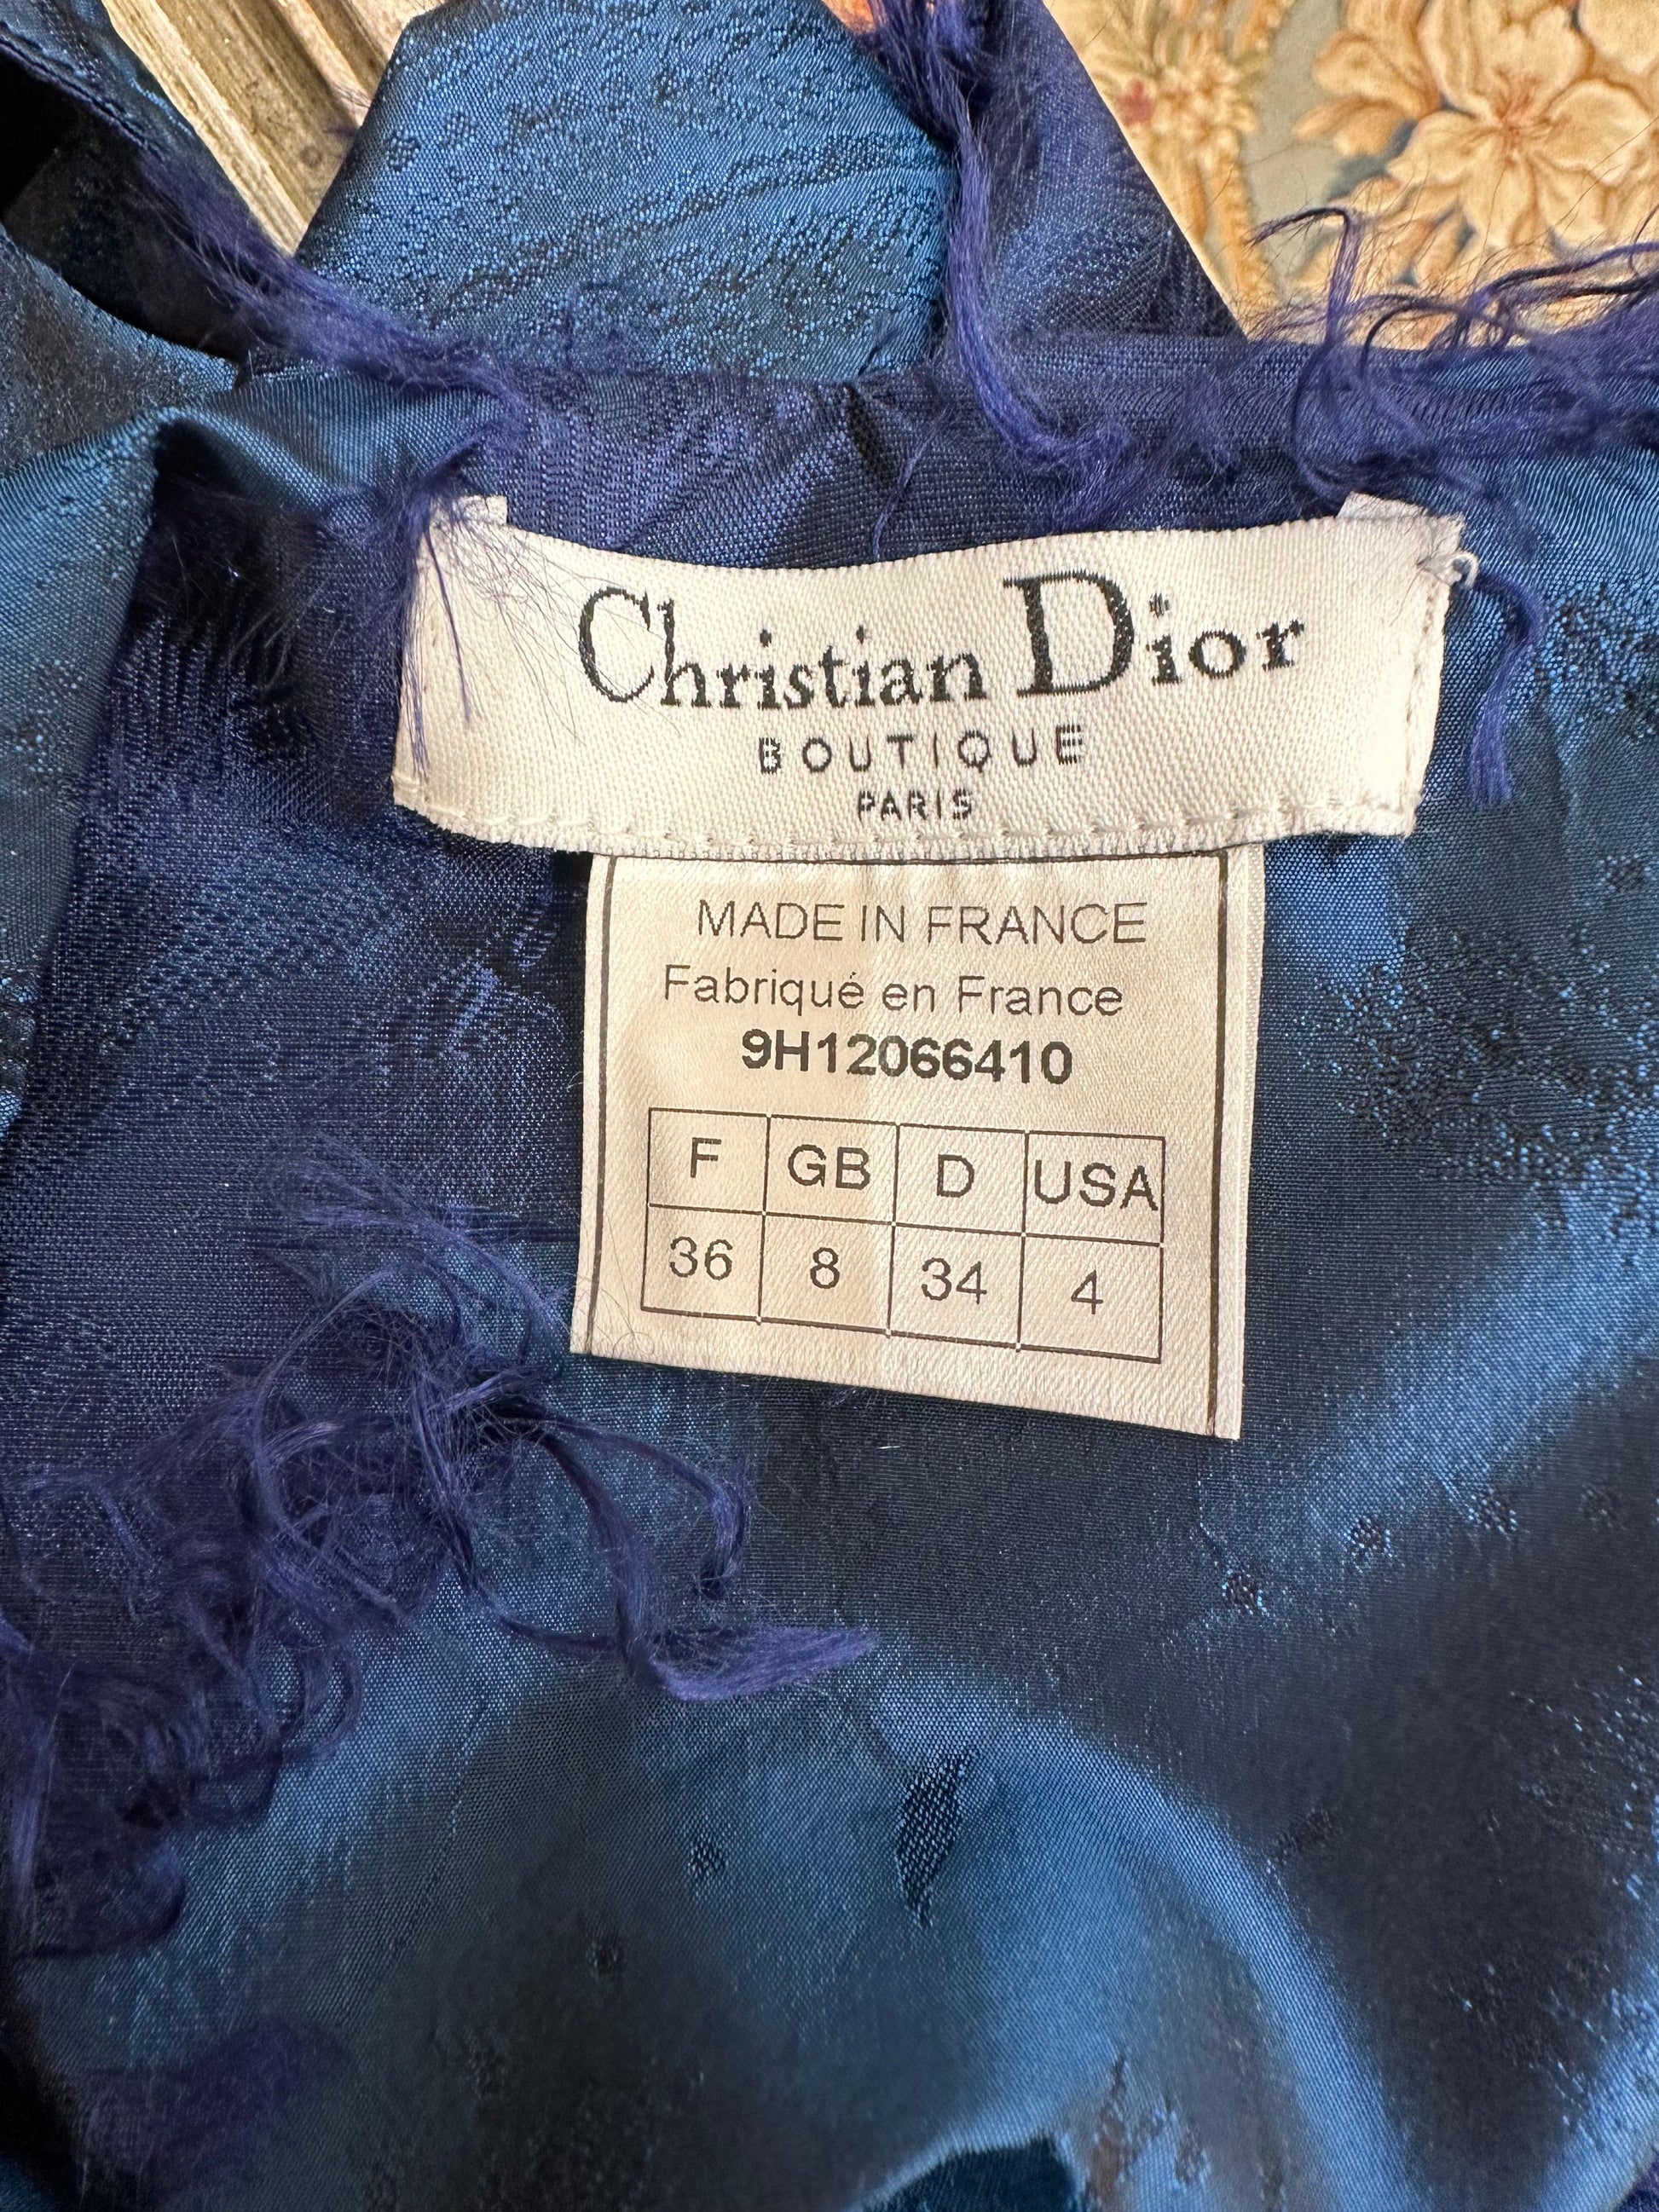 Christian Dior
BOUTIQUE
PARIS
MADE IN FRANCE
Fabriqué en France
9H12066410
F GB D USA
36 8 34 4